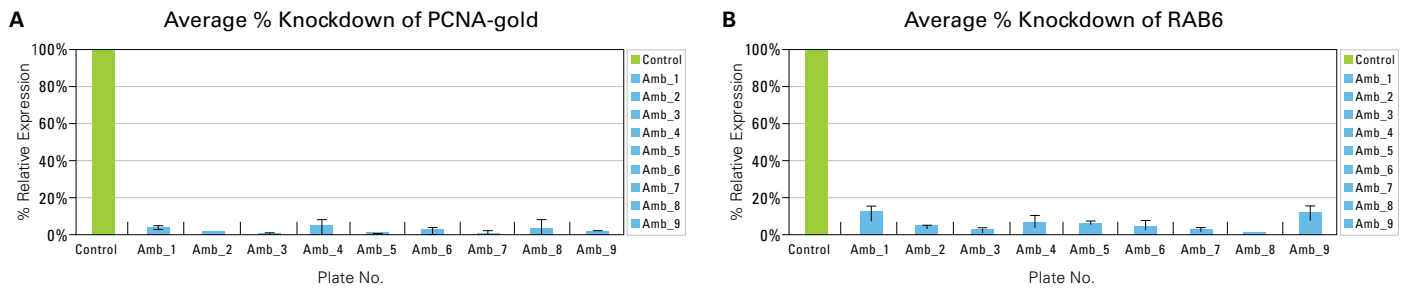 A
Average % Knockdown of PCNA-gold
% Relative Expression
100%
80%
60%
40%
20%
0%
Control Amb_1 Amb_2 Amb_3 Amb_4 Amb_5 Amb_6 Amb_7 Amb_8 Amb_9
Plate No.
Control
Amb_1
Amb_2
Amb_3
Amb_4
Amb_5
Amb_6
Amb_7
Amb_8
Amb_9
B
Average % Knockdown of RAB6
% Relative Expression
100%
80%
60%
40%
20%
0%
Control Amb_1 Amb_2 Amb_3 Amb_4 Amb_5 Amb_6 Amb_7 Amb_8 Amb_9
Plate No.
Control
Amb_1
Amb_2
Amb_3
Amb_4
Amb_5
Amb_6
Amb_7
Amb_8
Amb_9